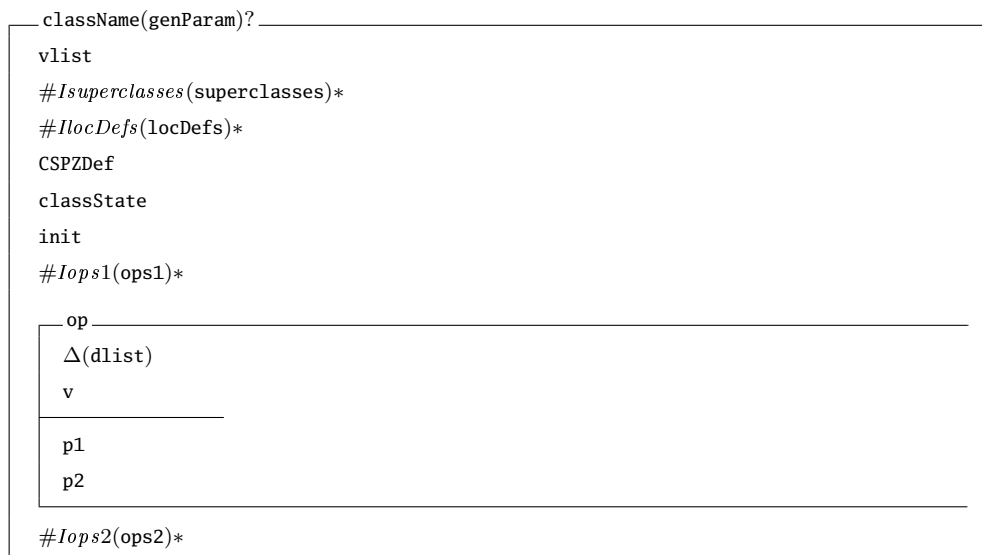 className(genParam)?
vlist
#Isuperclasses(superclasses)∗
#IlocDefs(locDefs)∗
CSPZDef
classState
init
#Iops1(ops1)∗
op
Δ(dlist)
v
p1
p2
#Iops2(ops2)∗